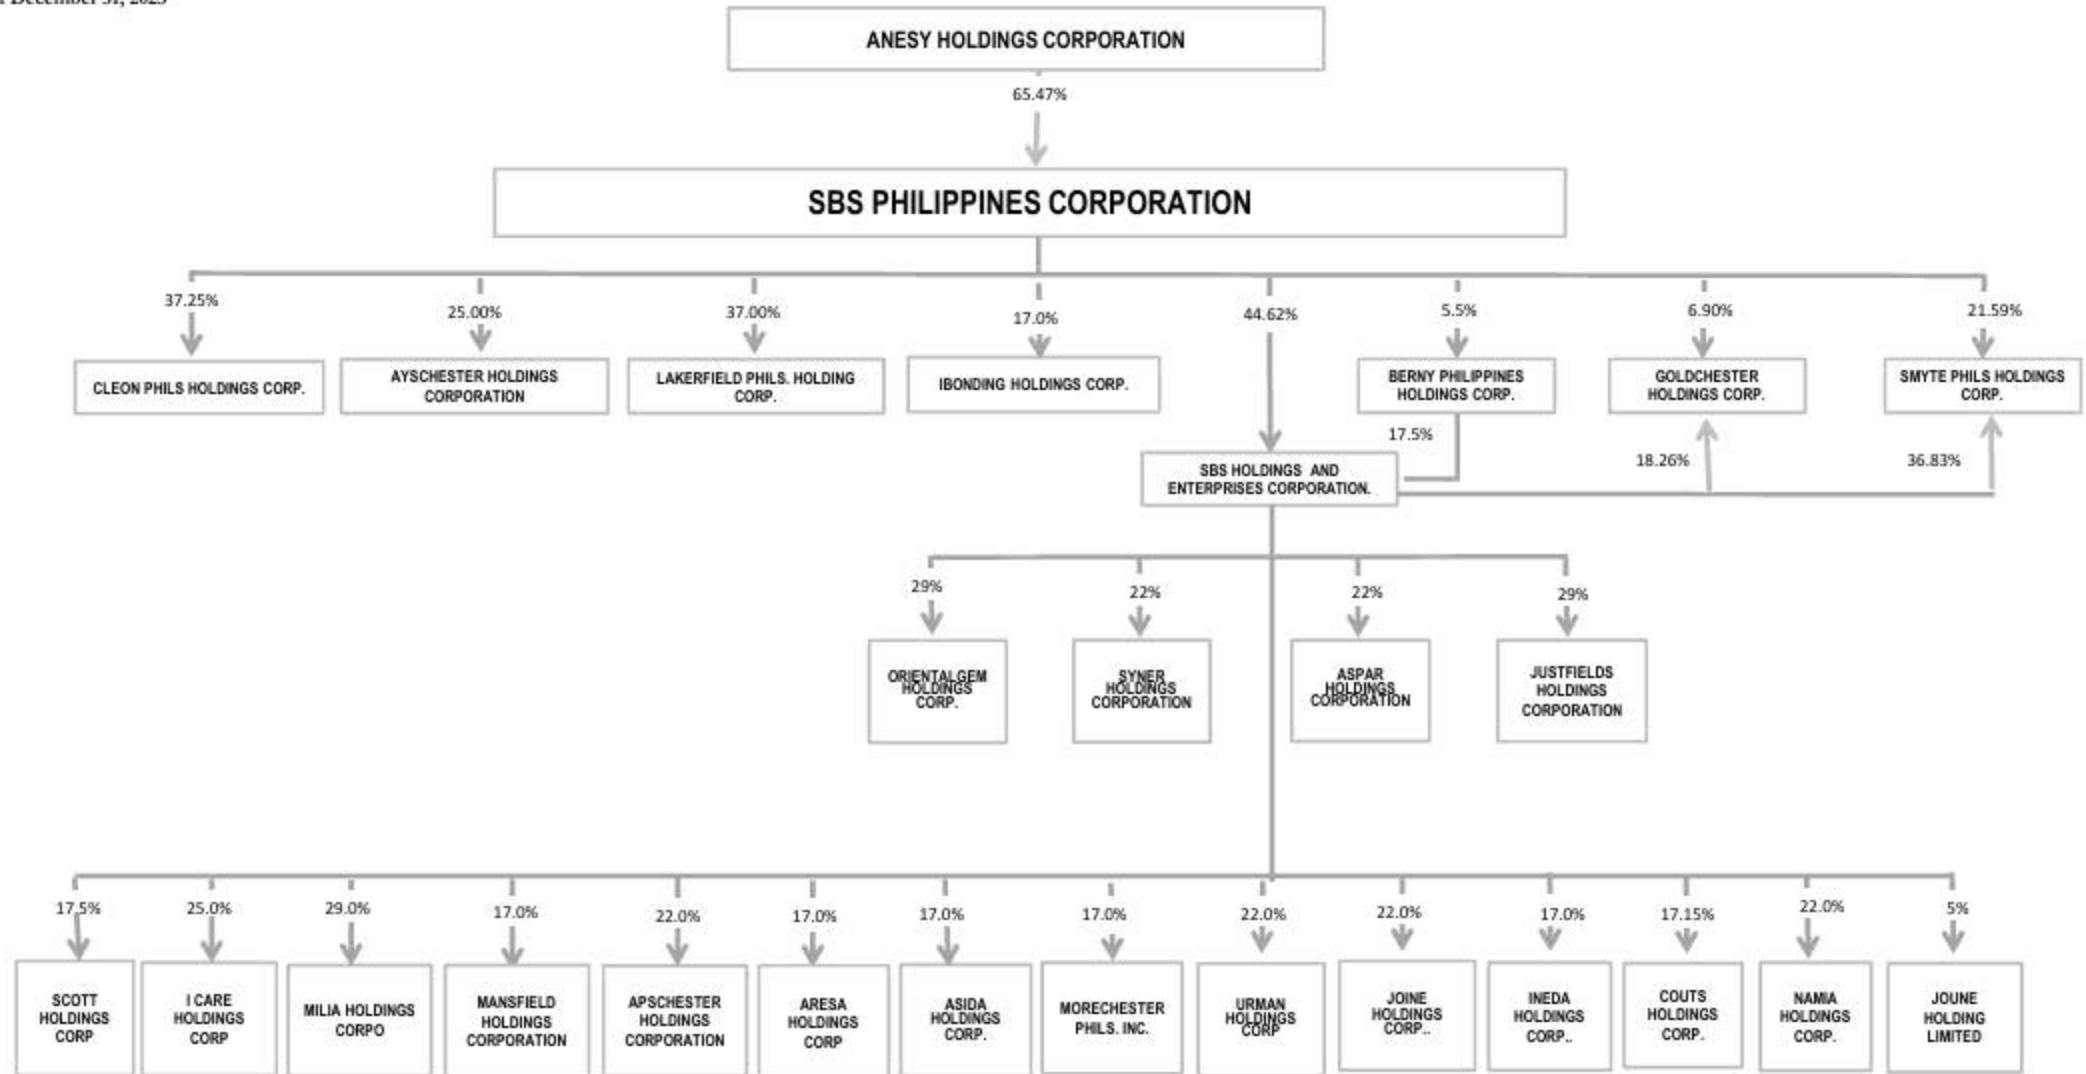 December 31, 2023
ANESY HOLDINGS CORPORATION
65.47%
SBS PHILIPPINES CORPORATION
37.25%
25.00%
37.00%
17.0%
44.62%
5.5%
6.90%
21.59%
CLEON PHILS HOLDINGS CORP.
AYSCHESTER HOLDINGS
CORPORATION
LAKERFIELD PHILS. HOLDING
CORP.
IBONDING HOLDINGS CORP.
BERNY PHILIPPINES
HOLDINGS CORP.
GOLDCHESTER
HOLDINGS CORP.
SMYTE PHILS HOLDINGS
CORP.
17.5%
18.26%
36.83%
SBS HOLDINGS AND
ENTERPRISES CORPORATION.
29%
22%
22%
29%
ORIENTALGEM
HOLDINGS
CORP.
SYNER
HOLDINGS
CORPORATION
ASPAR
HOLDINGS
CORPORATION
JUSTFIELDS
HOLDINGS
CORPORATION
17.5%
25.0%
29.0%
17.0%
22.0%
17.0%
17.0%
17.0%
22.0%
22.0%
17.0%
17.15%
22.0%
5%
SCOTT
HOLDINGS
CORP
I CARE
HOLDINGS
CORP
MILIA HOLDINGS
CORPO
MANSFIELD
HOLDINGS
CORPORATION
APSCHESTER
HOLDINGS
CORPORATION
ARESA
HOLDINGS
CORP
ASIDA
HOLDINGS
CORP.
MORECHESTER
PHILS. INC.
URMAN
HOLDINGS
CORP
JOINE
HOLDINGS
CORP..
INEDA
HOLDINGS
CORP..
COUTS
HOLDINGS
CORP.
NAMIA
HOLDINGS
CORP.
JOUNE
HOLDING
LIMITED